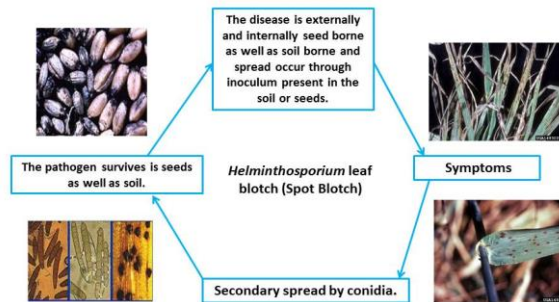 The disease is externally
and internally seed borne
as well as soil borne and
spread occur through
inoculum present in the
soil or seeds.
The pathogen survives is seeds
as well as soil.
Helminthosporium leaf
blotch (Spot Blotch)
Symptoms
Secondary spread by conidia.